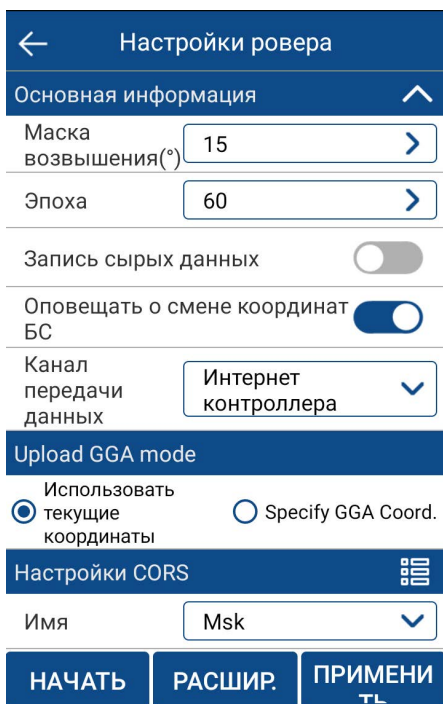 Настройки ровера
Основная информация
Маска
возвышения(°)
15
Эпоха
60
Запись сырых данных
Оповещать о смене координат
БС
Канал
передачи
данных
Интернет
контроллера
Upload GGA mode
Использовать
текущие
координаты
Specify GGA Coord.
Настройки CORS
Имя
Msk
НАЧАТЬ
РАСШИР.
ПРИМЕНИ
ТЬ